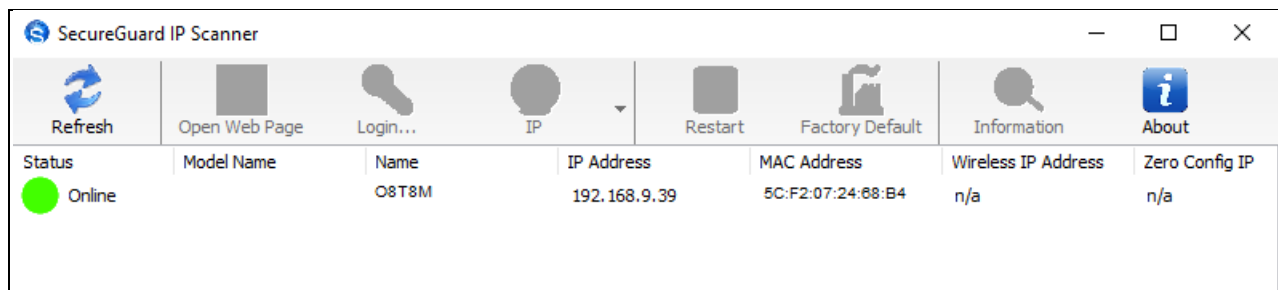 SecureGuard IP Scanner
Refresh Open Web Page Login... IP Restart Factory Default Information About
Status Model Name Name IP Address MAC Address Wireless IP Address Zero Config IP
Online O8T8M 192.168.9.39 5C:F2:07:24:68:B4 n/a n/a